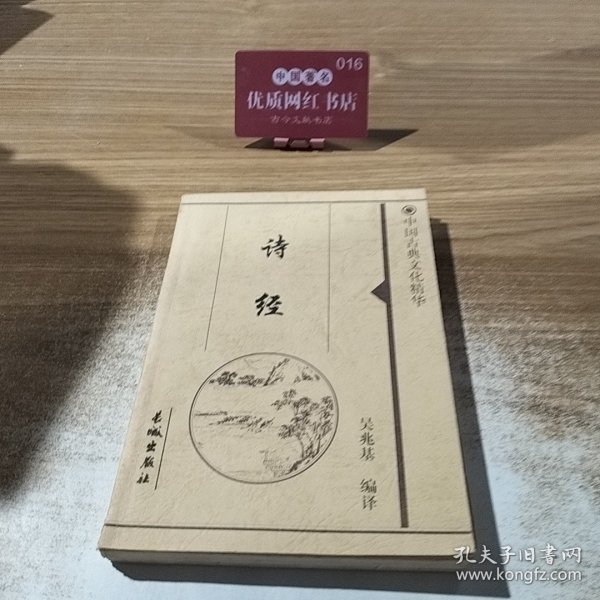 016
中国著名
优质网红书店
古今文献书店
中国古典文化精华
诗经
吴兆基 编译
长城出版社
孔夫子旧书网
www.kongfz.com